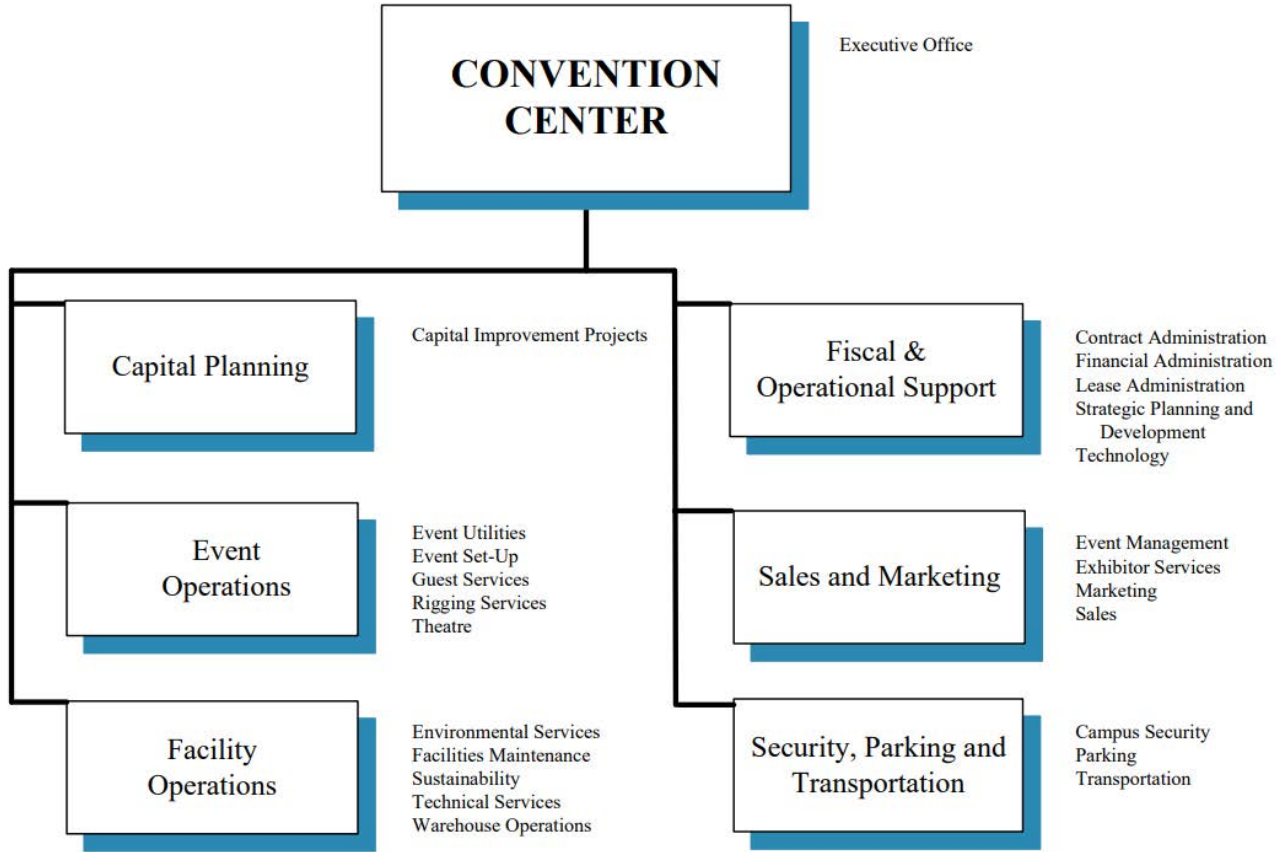 CONVENTION
CENTER
Executive Office
Capital Planning
Capital Improvement Projects
Event
Operations
Event Utilities
Event Set-Up
Guest Services
Rigging Services
Theatre
Facility
Operations
Environmental Services
Facilities Maintenance
Sustainability
Technical Services
Warehouse Operations
Fiscal &
Operational Support
Contract Administration
Financial Administration
Lease Administration
Strategic Planning and
Development
Technology
Sales and Marketing
Event Management
Exhibitor Services
Marketing
Sales
Security, Parking and
Transportation
Campus Security
Parking
Transportation